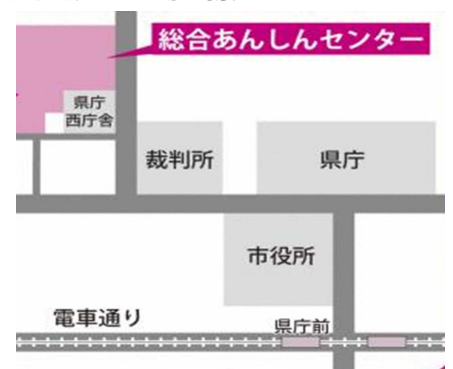 総合あんしんセンター
県庁
西庁舎
裁判所
県庁
市役所
電車通り
県庁前